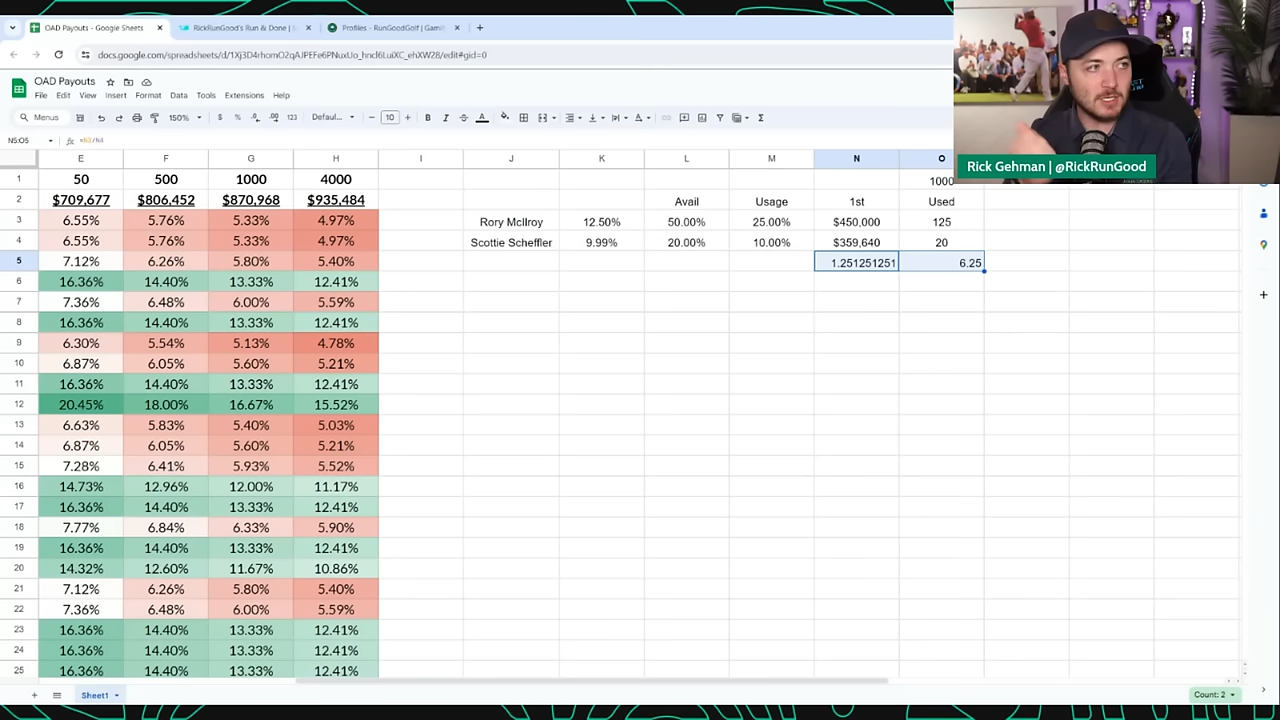 OAD Payouts - Google Sheets
RickRunGood's Run & Done |
Profiles - RunGoodGolf | Gami
OAD Payouts
File Edit View Insert Format Data Tools Extensions Help
Menus 150% $ % .0 .00 123 Defaul... 10 B I A
N5:O5 =N3/N4
E F G H I J K L M N O
1 50 500 1000 4000 1000
2 $709,677 $806,452 $870,968 $935,484 Avail Usage 1st Used
3 6.55% 5.76% 5.33% 4.97% Rory McIlroy 12.50% 50.00% 25.00% $450,000 125
4 6.55% 5.76% 5.33% 4.97% Scottie Scheffler 9.99% 20.00% 10.00% $359,640 20
5 7.12% 6.26% 5.80% 5.40% 1.251251251 6.25
6 16.36% 14.40% 13.33% 12.41%
7 7.36% 6.48% 6.00% 5.59%
8 16.36% 14.40% 13.33% 12.41%
9 6.30% 5.54% 5.13% 4.78%
10 6.87% 6.05% 5.60% 5.21%
11 16.36% 14.40% 13.33% 12.41%
12 20.45% 18.00% 16.67% 15.52%
13 6.63% 5.83% 5.40% 5.03%
14 6.87% 6.05% 5.60% 5.21%
15 7.28% 6.41% 5.93% 5.52%
16 14.73% 12.96% 12.00% 11.17%
17 16.36% 14.40% 13.33% 12.41%
18 7.77% 6.84% 6.33% 5.90%
19 16.36% 14.40% 13.33% 12.41%
20 14.32% 12.60% 11.67% 10.86%
21 7.12% 6.26% 5.80% 5.40%
22 7.36% 6.48% 6.00% 5.59%
23 16.36% 14.40% 13.33% 12.41%
24 16.36% 14.40% 13.33% 12.41%
25 16.36% 14.40% 13.33% 12.41%
Sheet1
Count: 2
Rick Gehman | @RickRunGood